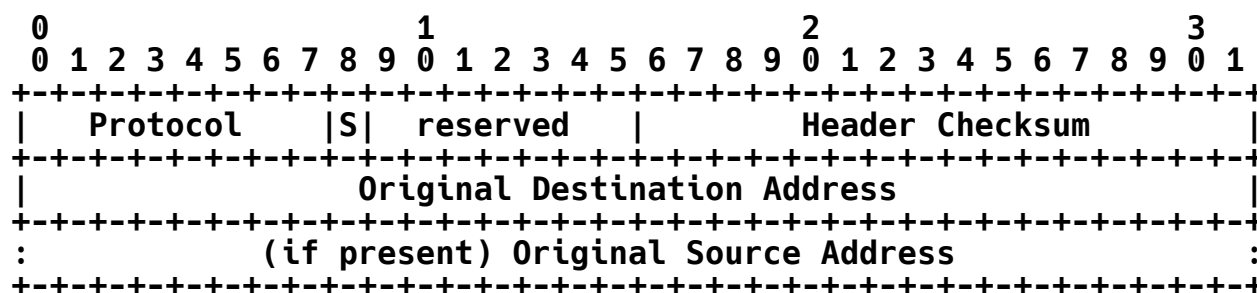 0                   1                   2                   3
 0 1 2 3 4 5 6 7 8 9 0 1 2 3 4 5 6 7 8 9 0 1 2 3 4 5 6 7 8 9 0 1
+-+-+-+-+-+-+-+-+-+-+-+-+-+-+-+-+-+-+-+-+-+-+-+-+-+-+-+-+-+-+-+-+
|   Protocol    |S|  reserved   |        Header Checksum        |
+-+-+-+-+-+-+-+-+-+-+-+-+-+-+-+-+-+-+-+-+-+-+-+-+-+-+-+-+-+-+-+-+
|                 Original Destination Address                  |
+-+-+-+-+-+-+-+-+-+-+-+-+-+-+-+-+-+-+-+-+-+-+-+-+-+-+-+-+-+-+-+-+
:            (if present) Original Source Address               :
+-+-+-+-+-+-+-+-+-+-+-+-+-+-+-+-+-+-+-+-+-+-+-+-+-+-+-+-+-+-+-+-+